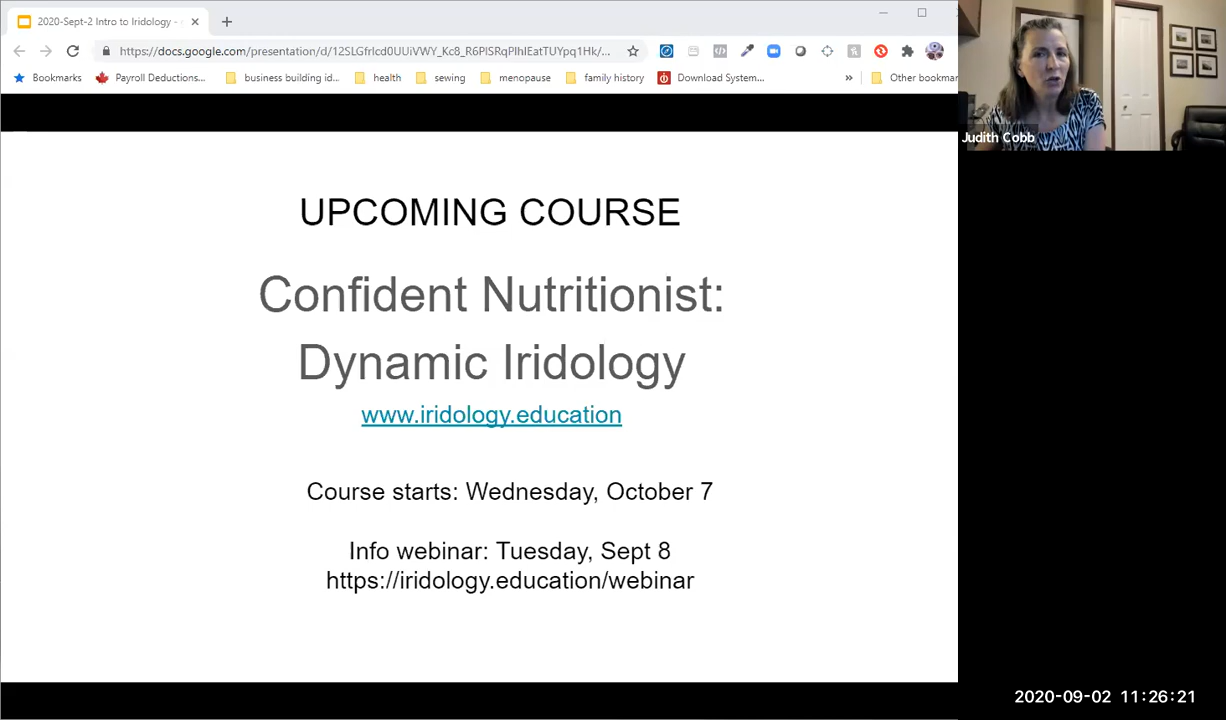 2020-Sept-2 Intro to Iridology -
https://docs.google.com/presentation/d/12SLGfrlcd0UUiVWY_Kc8_R6PlSRqPlhIEatTUYpq1Hk/...
Bookmarks
Payroll Deductions...
business building id...
health
sewing
menopause
family history
Download System...
»
Other bookmar
Judith Cobb
UPCOMING COURSE
Confident Nutritionist:
Dynamic Iridology
www.iridology.education
Course starts: Wednesday, October 7
Info webinar: Tuesday, Sept 8
https://iridology.education/webinar
2020-09-02 11:26:21